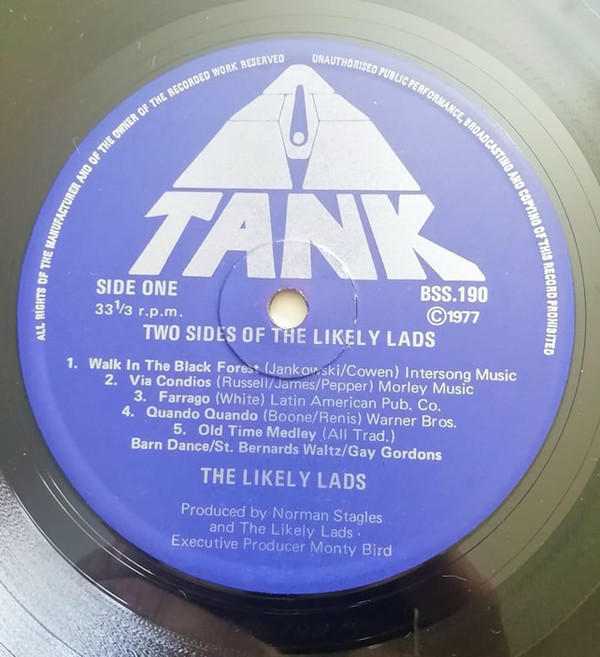 ALL RIGHTS OF THE MANUFACTURER AND OF THE OWNER OF THE RECORDED WORK RESERVED
UNAUTHORISED PUBLIC PERFORMANCE, BROADCASTING AND COPYING OF THIS RECORD PROHIBITED
TANK
SIDE ONE
BSS.190
33 1/3 r.p.m.
©1977
TWO SIDES OF THE LIKELY LADS
1. Walk In The Black Forest (Jankowski/Cowen) Intersong Music
2. Via Condios (Russell/James/Pepper) Morley Music
3. Farrago (White) Latin American Pub. Co.
4. Quando Quando (Boone/Renis) Warner Bros.
5. Old Time Medley (All Trad.)
Barn Dance/St. Bernards Waltz/Gay Gordons
THE LIKELY LADS
Produced by Norman Stagles
and The Likely Lads.
Executive Producer Monty Bird